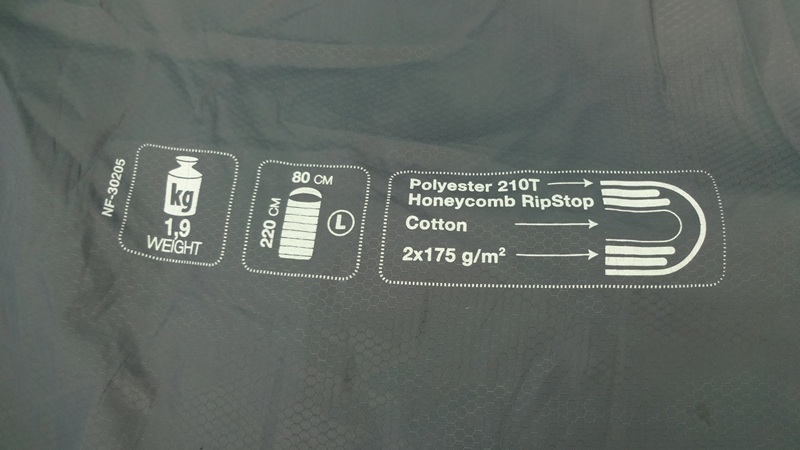 NF-30205
kg
1,9
WEIGHT
80 CM
220 CM
L
Polyester 210T
Honeycomb RipStop
Cotton
2x175 g/m²